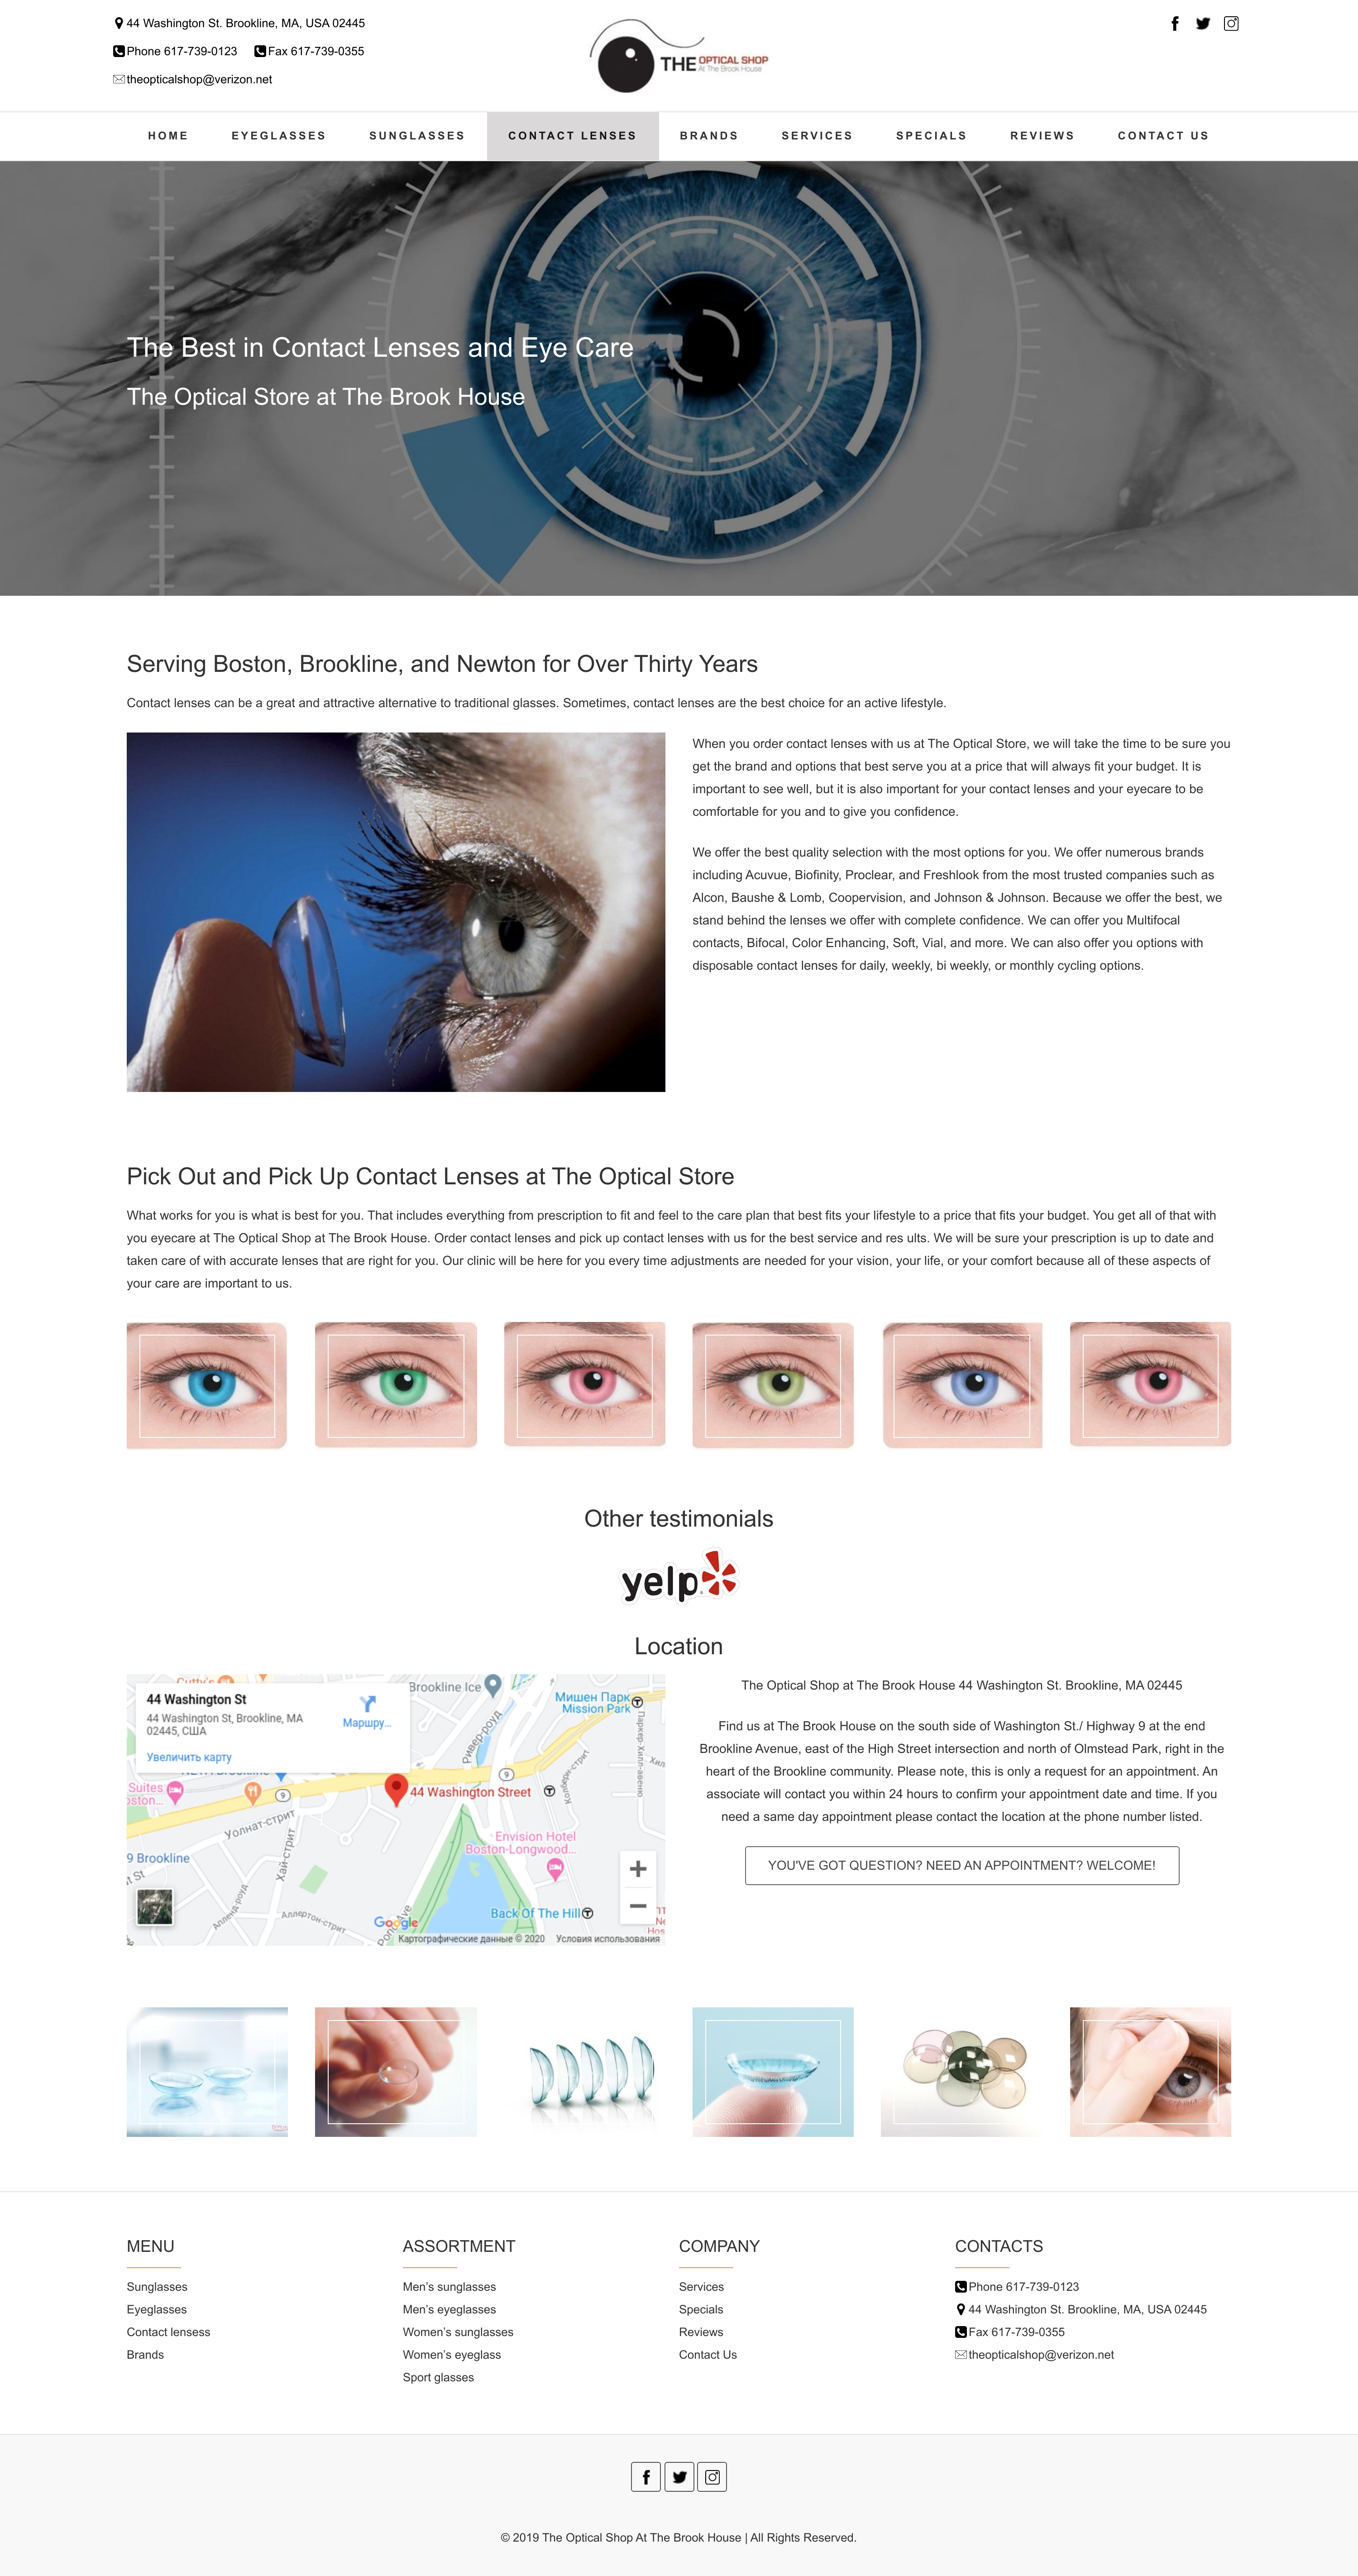 44 Washington St. Brookline, MA, USA 02445
Phone 617-739-0123 Fax 617-739-0355
theopticalshop@verizon.net
THE OPTICAL SHOP
At The Brook House
HOME EYEGLASSES SUNGLASSES CONTACT LENSES BRANDS SERVICES SPECIALS REVIEWS CONTACT US
The Best in Contact Lenses and Eye Care
The Optical Store at The Brook House
Serving Boston, Brookline, and Newton for Over Thirty Years
Contact lenses can be a great and attractive alternative to traditional glasses. Sometimes, contact lenses are the best choice for an active lifestyle.
When you order contact lenses with us at The Optical Store, we will take the time to be sure you
get the brand and options that best serve you at a price that will always fit your budget. It is
important to see well, but it is also important for your contact lenses and your eyecare to be
comfortable for you and to give you confidence.
We offer the best quality selection with the most options for you. We offer numerous brands
including Acuvue, Biofinity, Proclear, and Freshlook from the most trusted companies such as
Alcon, Baushe & Lomb, Coopervision, and Johnson & Johnson. Because we offer the best, we
stand behind the lenses we offer with complete confidence. We can offer you Multifocal
contacts, Bifocal, Color Enhancing, Soft, Vial, and more. We can also offer you options with
disposable contact lenses for daily, weekly, bi weekly, or monthly cycling options.
Pick Out and Pick Up Contact Lenses at The Optical Store
What works for you is what is best for you. That includes everything from prescription to fit and feel to the care plan that best fits your lifestyle to a price that fits your budget. You get all of that with
you eyecare at The Optical Shop at The Brook House. Order contact lenses and pick up contact lenses with us for the best service and res ults. We will be sure your prescription is up to date and
taken care of with accurate lenses that are right for you. Our clinic will be here for you every time adjustments are needed for your vision, your life, or your comfort because all of these aspects of
your care are important to us.
Other testimonials
yelp
Location
44 Washington St
44 Washington St, Brookline, MA
02445, США
Маршру...
Увеличить карту
Brookline Ice
Мишен Парк
Mission Park
Ривер-роуд
Паркер-Хилл-авеню
Suites
9
9
44 Washington Street
Уолнат-стрит
Хай-стрит
Envision Hotel
Boston-Longwood...
9 Brookline
Алленд-роуд
Аллертон-стрит
Back Of The Hill
Google
Картографические данные © 2020 Условия использования
The Optical Shop at The Brook House 44 Washington St. Brookline, MA 02445
Find us at The Brook House on the south side of Washington St./ Highway 9 at the end
Brookline Avenue, east of the High Street intersection and north of Olmstead Park, right in the
heart of the Brookline community. Please note, this is only a request for an appointment. An
associate will contact you within 24 hours to confirm your appointment date and time. If you
need a same day appointment please contact the location at the phone number listed.
YOU'VE GOT QUESTION? NEED AN APPOINTMENT? WELCOME!
MENU
Sunglasses
Eyeglasses
Contact lensess
Brands
ASSORTMENT
Men’s sunglasses
Men’s eyeglasses
Women’s sunglasses
Women’s eyeglass
Sport glasses
COMPANY
Services
Specials
Reviews
Contact Us
CONTACTS
Phone 617-739-0123
44 Washington St. Brookline, MA, USA 02445
Fax 617-739-0355
theopticalshop@verizon.net
© 2019 The Optical Shop At The Brook House | All Rights Reserved.